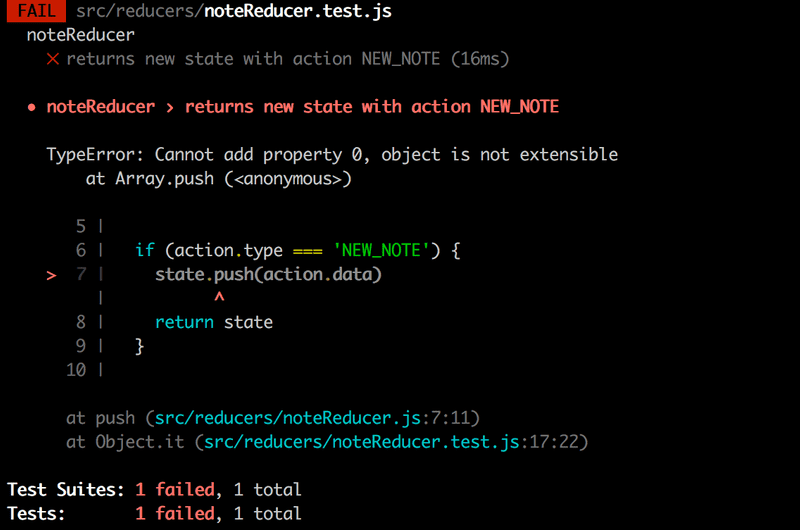 FAIL src/reducers/noteReducer.test.js
noteReducer
✕ returns new state with action NEW_NOTE (16ms)
● noteReducer › returns new state with action NEW_NOTE
TypeError: Cannot add property 0, object is not extensible
at Array.push (<anonymous>)
5 |
6 | if (action.type === 'NEW_NOTE') {
> 7 | state.push(action.data)
| ^
8 | return state
9 | }
10 |
at push (src/reducers/noteReducer.js:7:11)
at Object.it (src/reducers/noteReducer.test.js:17:22)
Test Suites: 1 failed, 1 total
Tests: 1 failed, 1 total